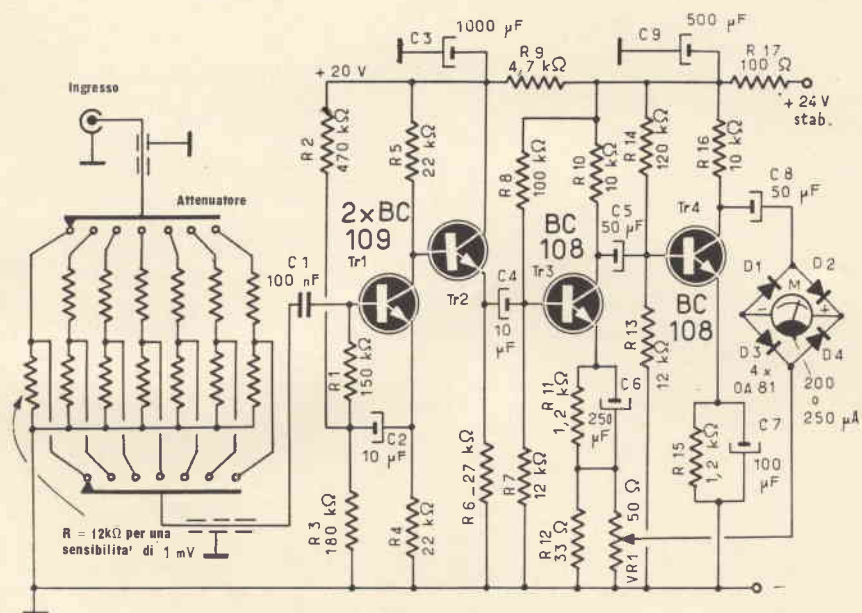 Ingresso
Attenuatore
R = 12kΩ per una
sensibilita' di 1 mV
C1
100 nF
+ 20 V
R2
470 kΩ
R1
150 kΩ
R3
180 kΩ
C2
10 µF
R5
22 kΩ
R4
22 kΩ
2x BC
109
Tr1
Tr2
C3
1000 µF
R9
4,7 kΩ
C4
10
µF
R6_27 kΩ
R8
100 kΩ
R7
12 kΩ
R10
10 kΩ
BC
108
Tr3
C5
50 µF
R11
1,2 kΩ
C6
250
µF
R12
33 Ω
VR1
50 Ω
C9
500 µF
R14
120 kΩ
R13
12 kΩ
R17
100 Ω
+ 24V
stab.
R16
10 kΩ
Tr4
BC
108
C8
50 µF
R15
1,2 kΩ
C7
100
µF
D1
D2
M
-
+
D3
D4
4 x
OA 81
200
o
250 µA
-